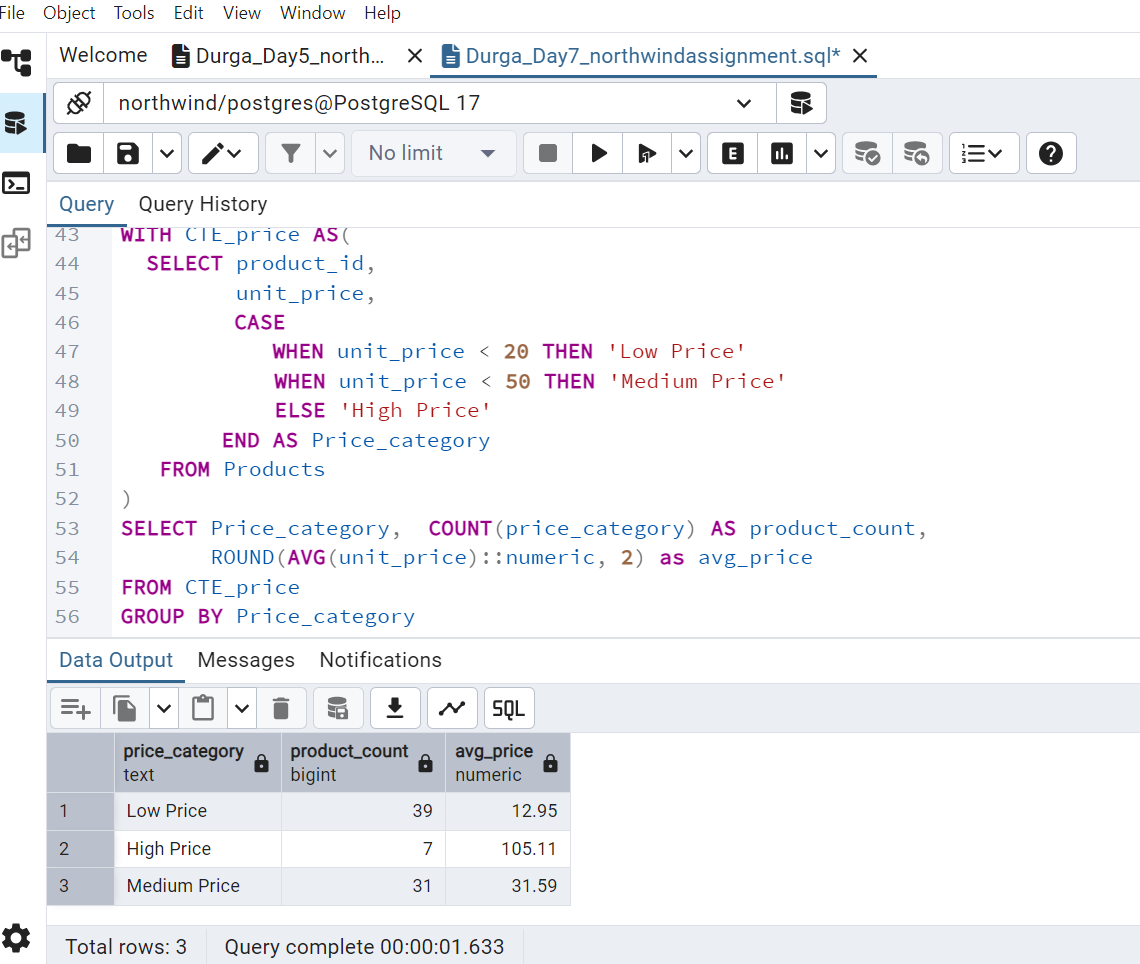 File Object Tools Edit View Window Help
Welcome Durga_Day5_north... Durga_Day7_northwindassignment.sql*
northwind/postgres@PostgreSQL 17
No limit E
Query Query History
43 WITH CTE_price AS(
44 SELECT product_id,
45 unit_price,
46 CASE
47 WHEN unit_price < 20 THEN 'Low Price'
48 WHEN unit_price < 50 THEN 'Medium Price'
49 ELSE 'High Price'
50 END AS Price_category
51 FROM Products
52 )
53 SELECT Price_category, COUNT(price_category) AS product_count,
54 ROUND(AVG(unit_price)::numeric, 2) as avg_price
55 FROM CTE_price
56 GROUP BY Price_category
Data Output Messages Notifications
SQL
price_category product_count avg_price
text bigint numeric
1 Low Price 39 12.95
2 High Price 7 105.11
3 Medium Price 31 31.59
Total rows: 3 Query complete 00:00:01.633